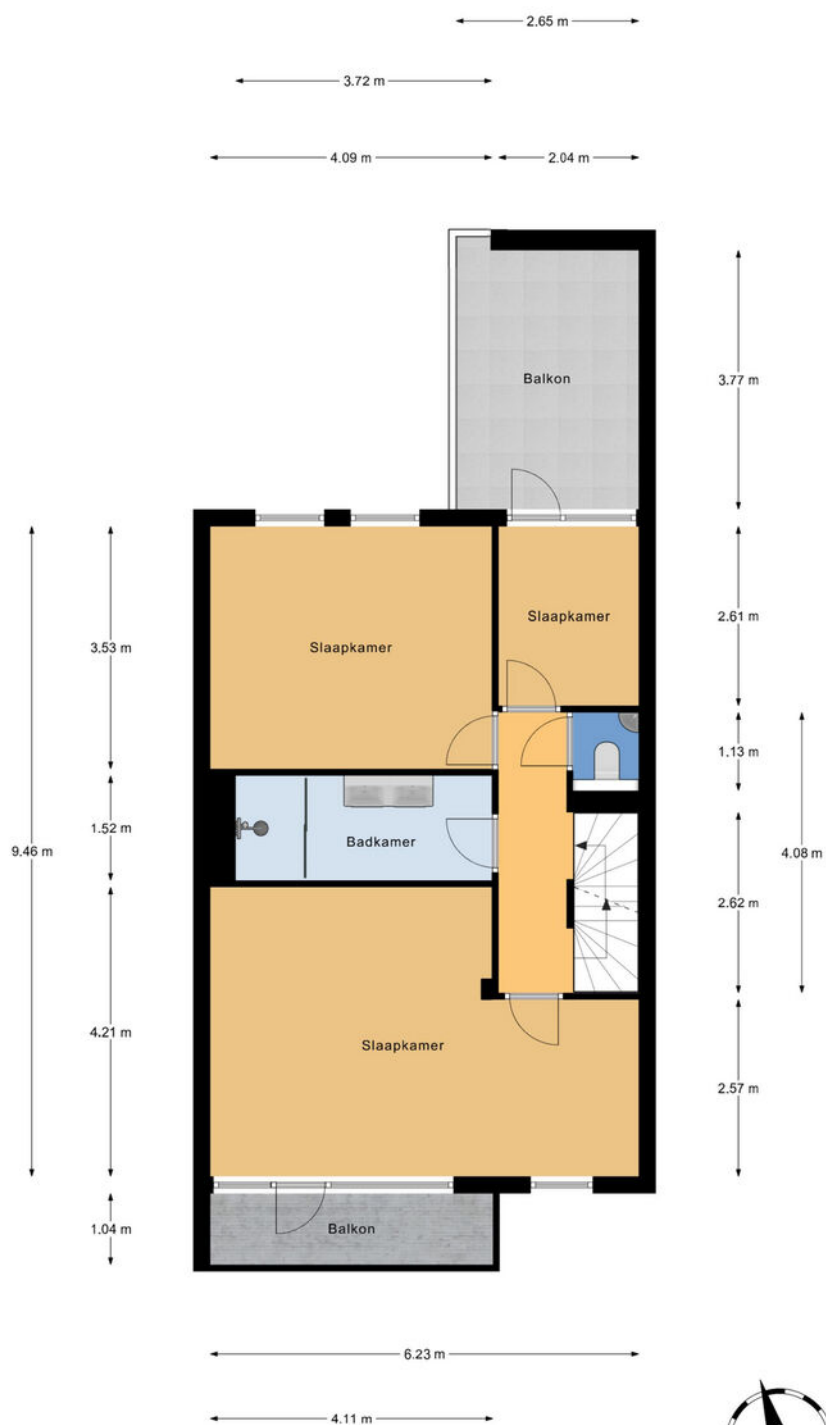 2.65 m
3.72 m
4.09 m
2.04 m
Balkon
3.77 m
Slaapkamer
2.61 m
Slaapkamer
3.53 m
1.13 m
1.52 m
Badkamer
9.46 m
4.08 m
2.62 m
4.21 m
Slaapkamer
2.57 m
1.04 m
Balkon
6.23 m
4.11 m